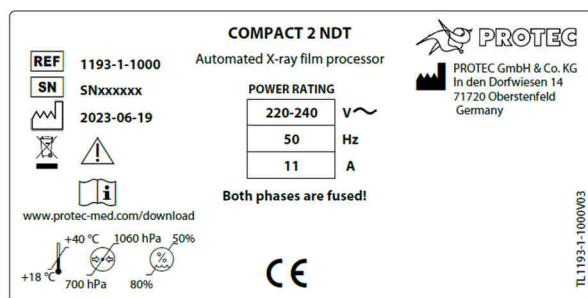 COMPACT 2 NDT
Automated X-ray film processor
PROTEC
PROTEC GmbH & Co. KG
In den Dorfwiesen 14
71720 Oberstenfeld
Germany
REF 1193-1-1000
SN SNxxxxxx
2023-06-19
POWER RATING
220-240 V~
50 Hz
11 A
Both phases are fused!
i
www.protec-med.com/download
+40 °C 1060 hPa 50%
%
+18 °C 700 hPa 80%
CE
TL1193-1-1000V03